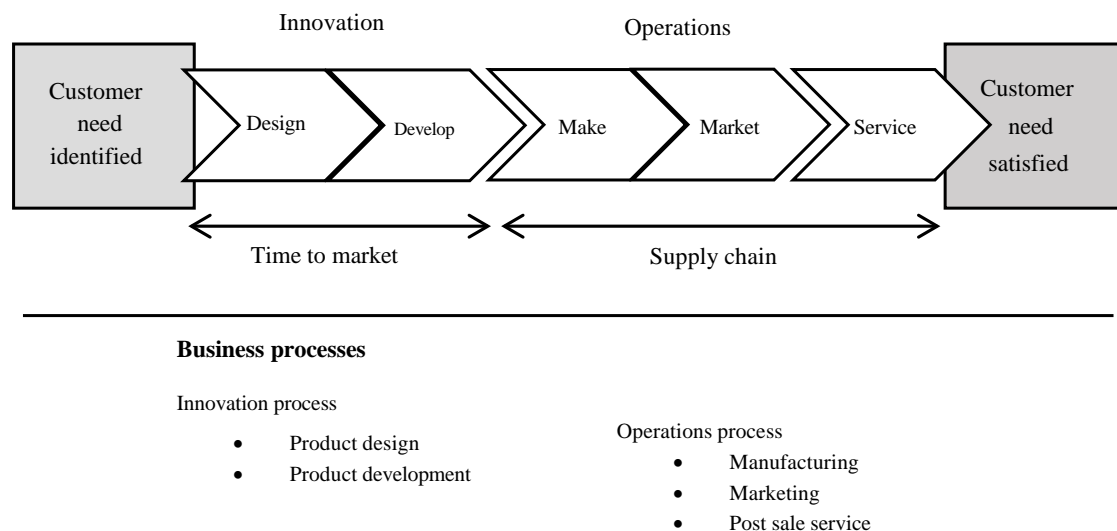 Innovation
Operations
Customer
need
identified
Design
Develop
Make
Market
Service
Customer
need
satisfied
Time to market
Supply chain
Business processes
Innovation process
• Product design
• Product development
Operations process
• Manufacturing
• Marketing
• Post sale service